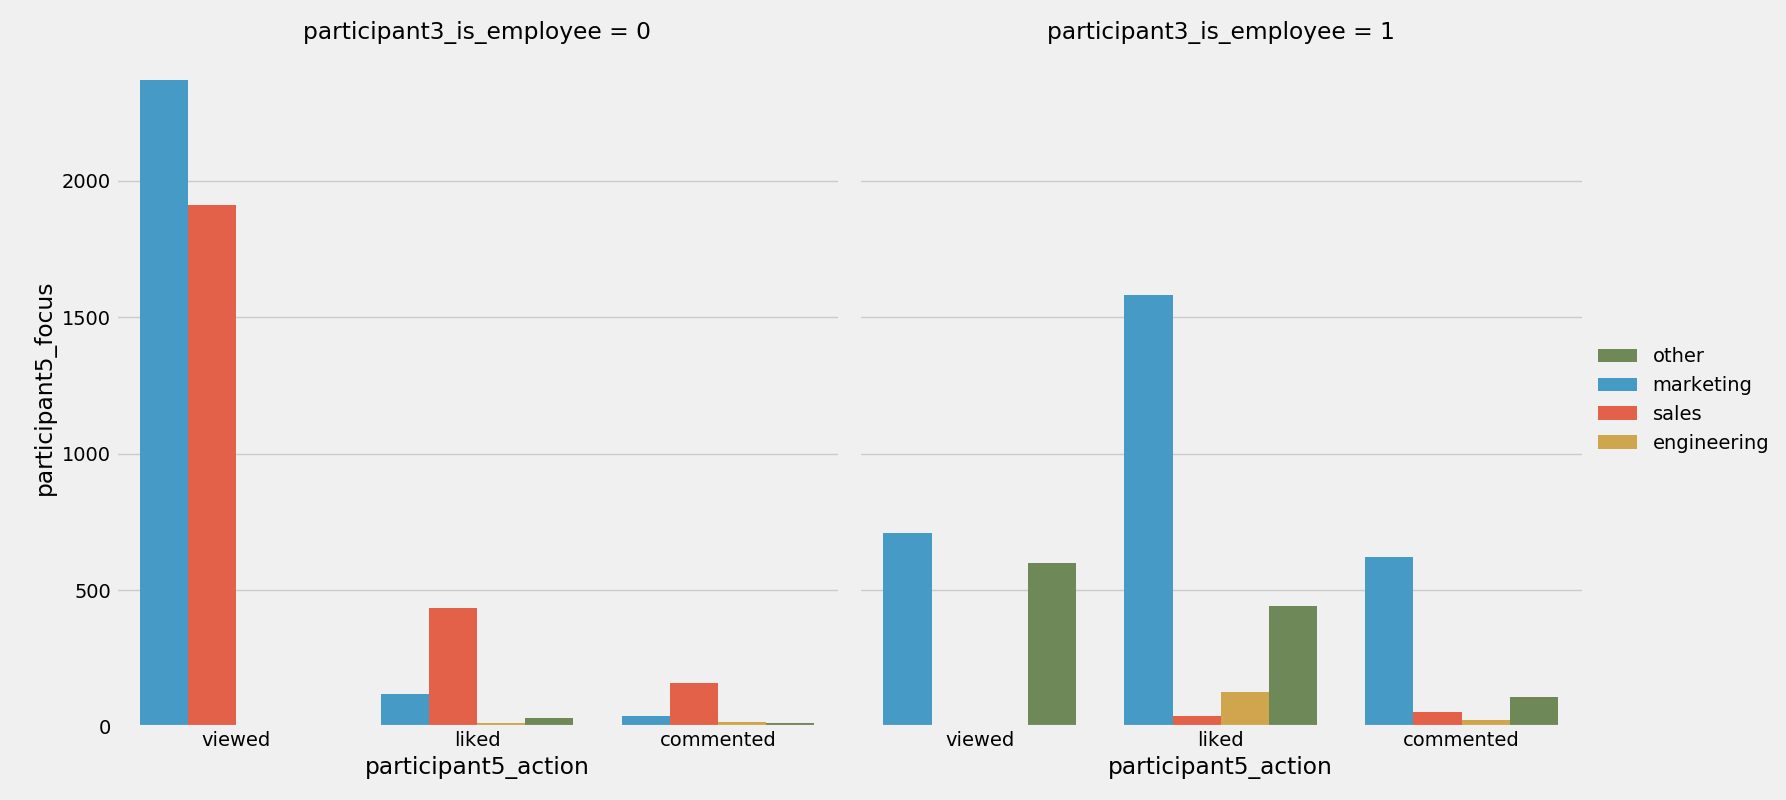 participant3_is_employee = 0
participant3_is_employee = 1
participant5_focus
2000
1500
1000
500
0
viewed
liked
commented
viewed
liked
commented
participant5_action
participant5_action
other
marketing
sales
engineering